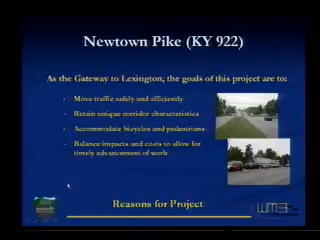 Newtown Pike (KY 922)
As the Gateway to Lexington, the goals of this project are to:
Move traffic safely and efficiently
Retain unique corridor characteristics
Accommodate bicycles and pedestrians
Balance impacts and costs to allow for
timely advancement of work
Reasons for Project